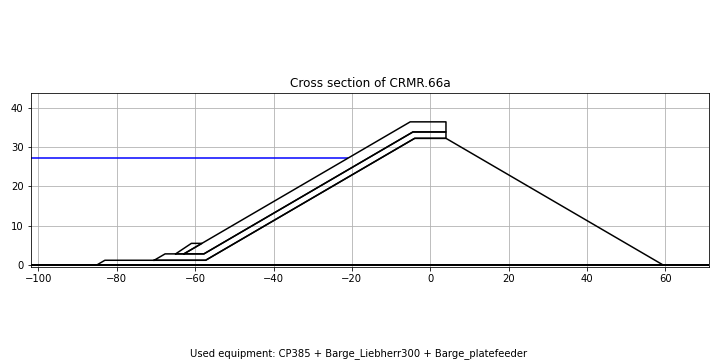 Cross section of CRMR.66a
40
30
20
10
0
−100 −80 −60 −40 −20 0 20 40 60
Used equipment: CP385 + Barge_Liebherr300 + Barge_platefeeder